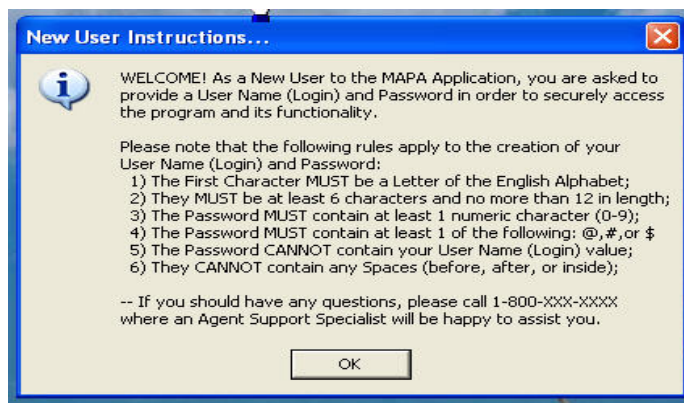 New User Instructions...
WELCOME! As a New User to the MAPA Application, you are asked to
provide a User Name (Login) and Password in order to securely access
the program and its functionality.
Please note that the following rules apply to the creation of your
User Name (Login) and Password:
1) The First Character MUST be a Letter of the English Alphabet;
2) They MUST be at least 6 characters and no more than 12 in length;
3) The Password MUST contain at least 1 numeric character (0-9);
4) The Password MUST contain at least 1 of the following: @,#,or $
5) The Password CANNOT contain your User Name (Login) value;
6) They CANNOT contain any Spaces (before, after, or inside);
-- If you should have any questions, please call 1-800-XXX-XXXX
where an Agent Support Specialist will be happy to assist you.
OK